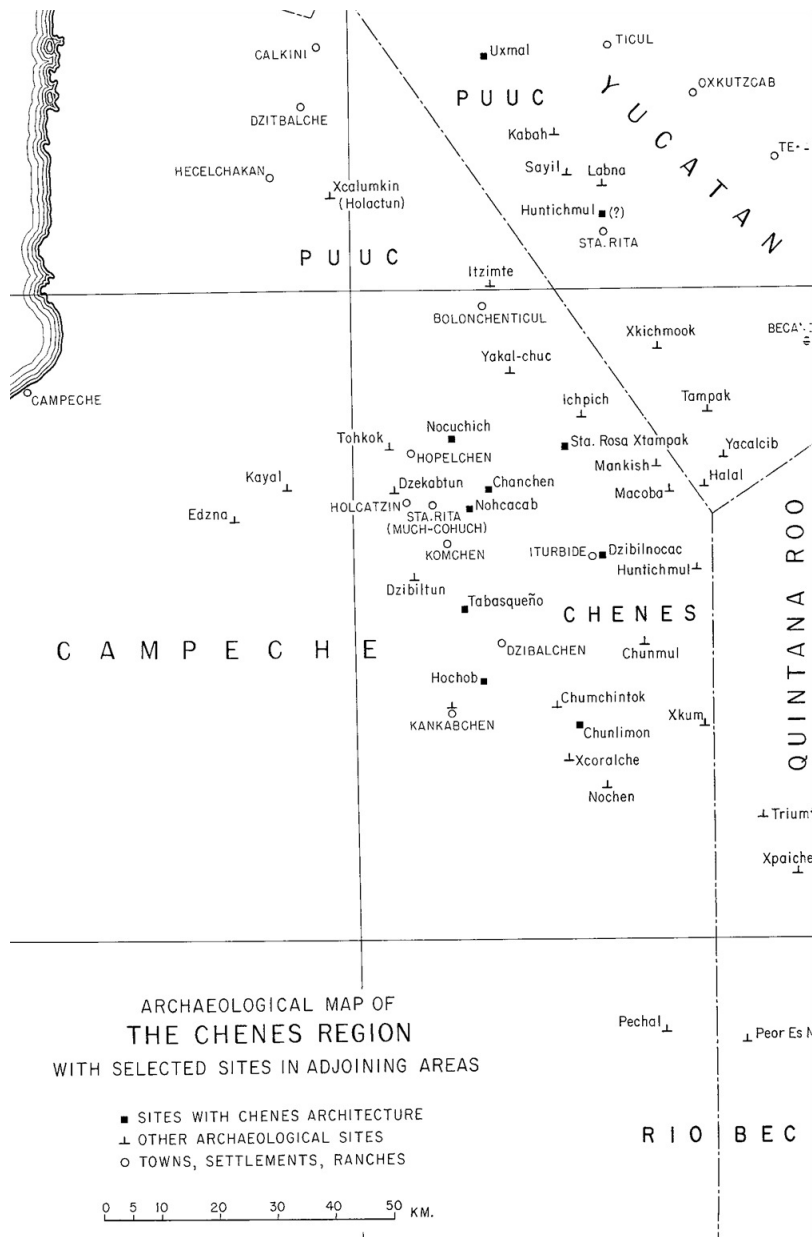 CALKINI
Uxmal
TICUL
PUUC
OXKUTZCAB
YUCATAN
DZITBALCHE
Kabah
HECELCHAKAN
Xcalumkin
(Holactun)
Sayil
Labna
Huntichmul (?)
STA. RITA
PUUC
Itzimte
BOLONCHENTICUL
Xkichmook
Yakal-chuc
CAMPECHE
Ichpich
Tampak
Nocuchich
Tohkok
HOPELCHEN
Sta. Rosa Xtampak
Yacalcib
Mankish
Kayal
Dzekabtun
Chanchen
Macoba
Halal
Edzna
HOLCATZIN
STA. RITA
(MUCH-COHUCH)
Nohcacab
KOMCHEN
ITURBIDE
Dzibilnocac
Huntichmul
Dzibiltun
Tabasqueño
CHENES
QUINTANA ROO
CAMPECHE
DZIBALCHEN
Chunmul
Hochob
KANKABCHEN
Chumchintok
Chunlimon
Xkum
Xcoralche
Nochen
Xpaiche
ARCHAEOLOGICAL MAP OF
THE CHENES REGION
WITH SELECTED SITES IN ADJOINING AREAS
Pechal
Peor Es
SITES WITH CHENES ARCHITECTURE
OTHER ARCHAEOLOGICAL SITES
TOWNS, SETTLEMENTS, RANCHES
RIO BEC
0 5 10 20 30 40 50 KM.